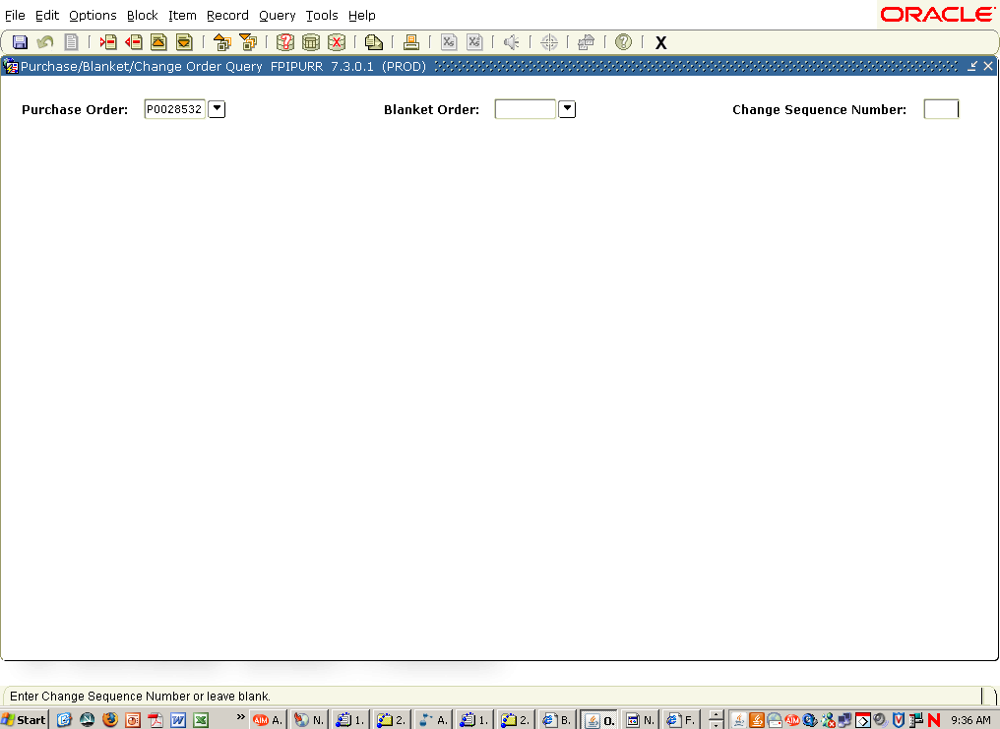 File Edit Options Block Item Record Query Tools Help
ORACLE
X
Purchase/Blanket/Change Order Query FPIPURR 7.3.0.1 (PROD)
Purchase Order: P0028532 Blanket Order: Change Sequence Number:
Enter Change Sequence Number or leave blank.
Start » A. N. 1. 2. A. 1. 2. B. O. N. F. 9:36 AM